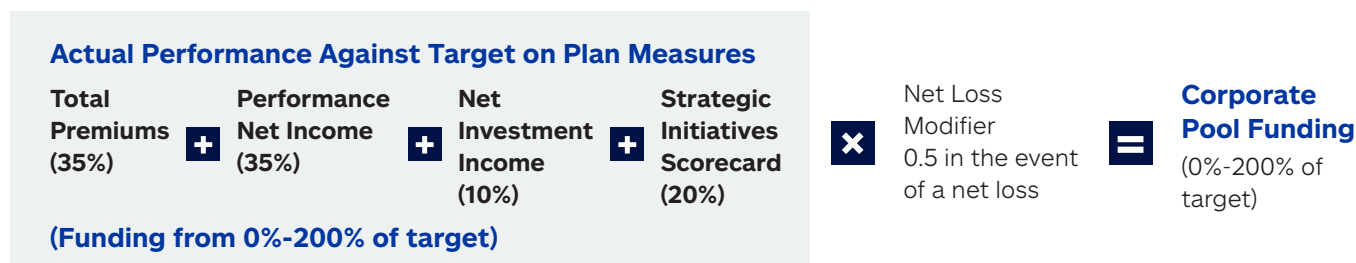 Actual Performance Against Target on Plan Measures
Total
Premiums
(35%)
+
Performance
Net Income
(35%)
+
Net
Investment
Income
(10%)
+
Strategic
Initiatives
Scorecard
(20%)
(Funding from 0%-200% of target)
×
Net Loss
Modifier
0.5 in the event
of a net loss
=
Corporate
Pool Funding
(0%-200% of
target)